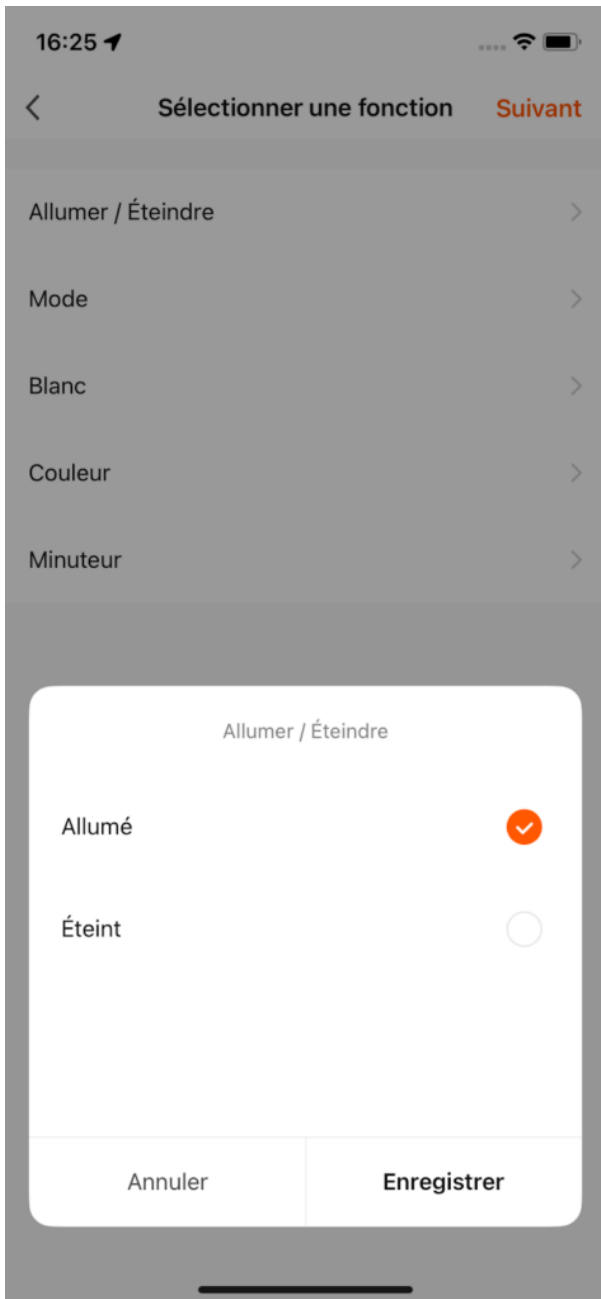 16:25
Sélectionner une fonction Suivant
Allumer / Éteindre
Mode
Blanc
Couleur
Minuteur
Allumer / Éteindre
Allumé
Éteint
Annuler Enregistrer